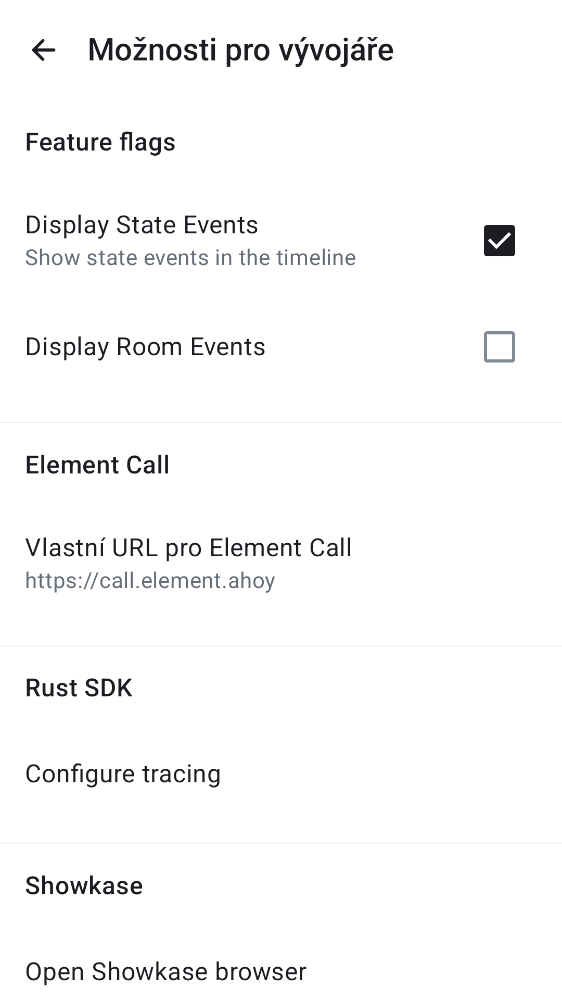 Možnosti pro vývojáře
Feature flags
Display State Events
Show state events in the timeline
Display Room Events
Element Call
Vlastní URL pro Element Call
https://call.element.ahoy
Rust SDK
Configure tracing
Showkase
Open Showkase browser